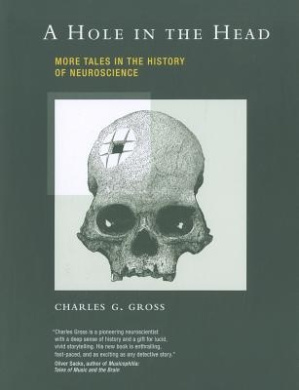 A HOLE IN THE HEAD
MORE TALES IN THE HISTORY
OF NEUROSCIENCE
CHARLES G. GROSS
"Charles Gross is a pioneering neuroscientist
with a deep sense of history and a gift for lucid,
vivid storytelling. His new book is enthralling,
fast-paced, and as exciting as any detective story."
Oliver Sacks, author of Musicophilia:
Tales of Music and the Brain